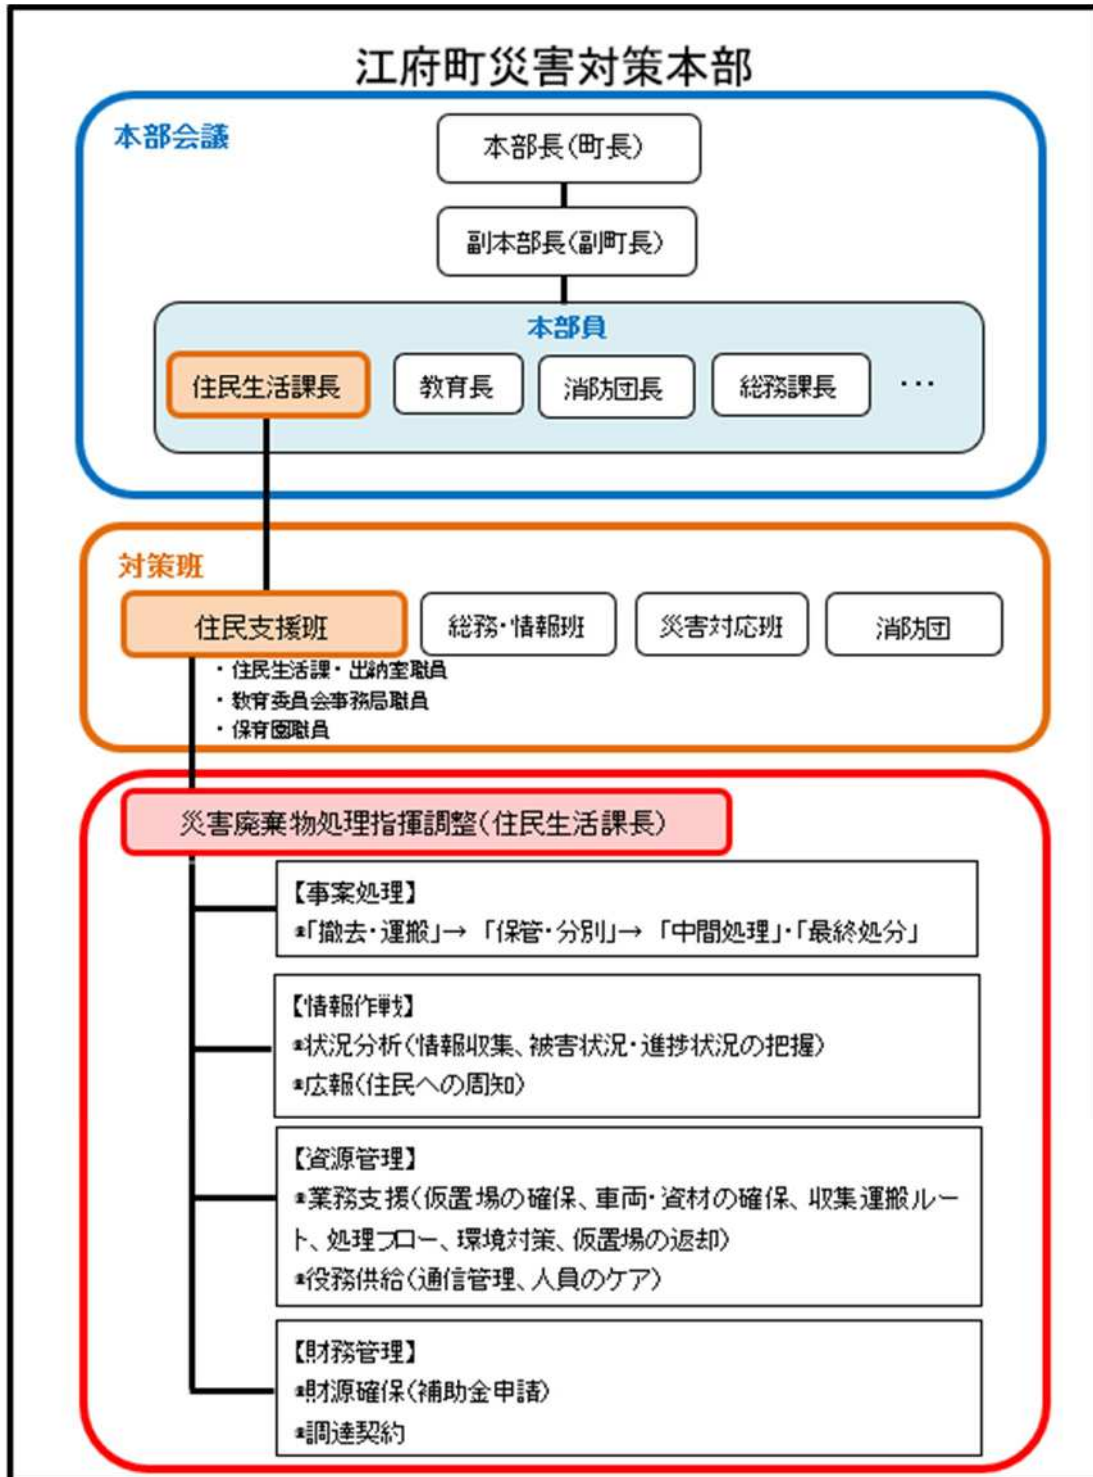 江府町災害対策本部
本部会議
本部長(町長)
副本部長(副町長)
本部員
住民生活課長
教育長
消防団長
総務課長
…
対策班
住民支援班
総務・情報班
災害対応班
消防団
・住民生活課・出納室職員
・教育委員会事務局職員
・保育園職員
災害廃棄物処理指揮調整(住民生活課長)
【事案処理】
*「撤去・運搬」→「保管・分別」→「中間処理」・「最終処分」
【情報作戦】
*状況分析(情報収集、被害状況・進捗状況の把握)
*広報(住民への周知)
【資源管理】
*業務支援(仮置場の確保、車両・資材の確保、収集運搬ルー
ト、処理フロー、環境対策、仮置場の返却)
*役務供給(通信管理、人員のケア)
【財務管理】
*財源確保(補助金申請)
*調達契約